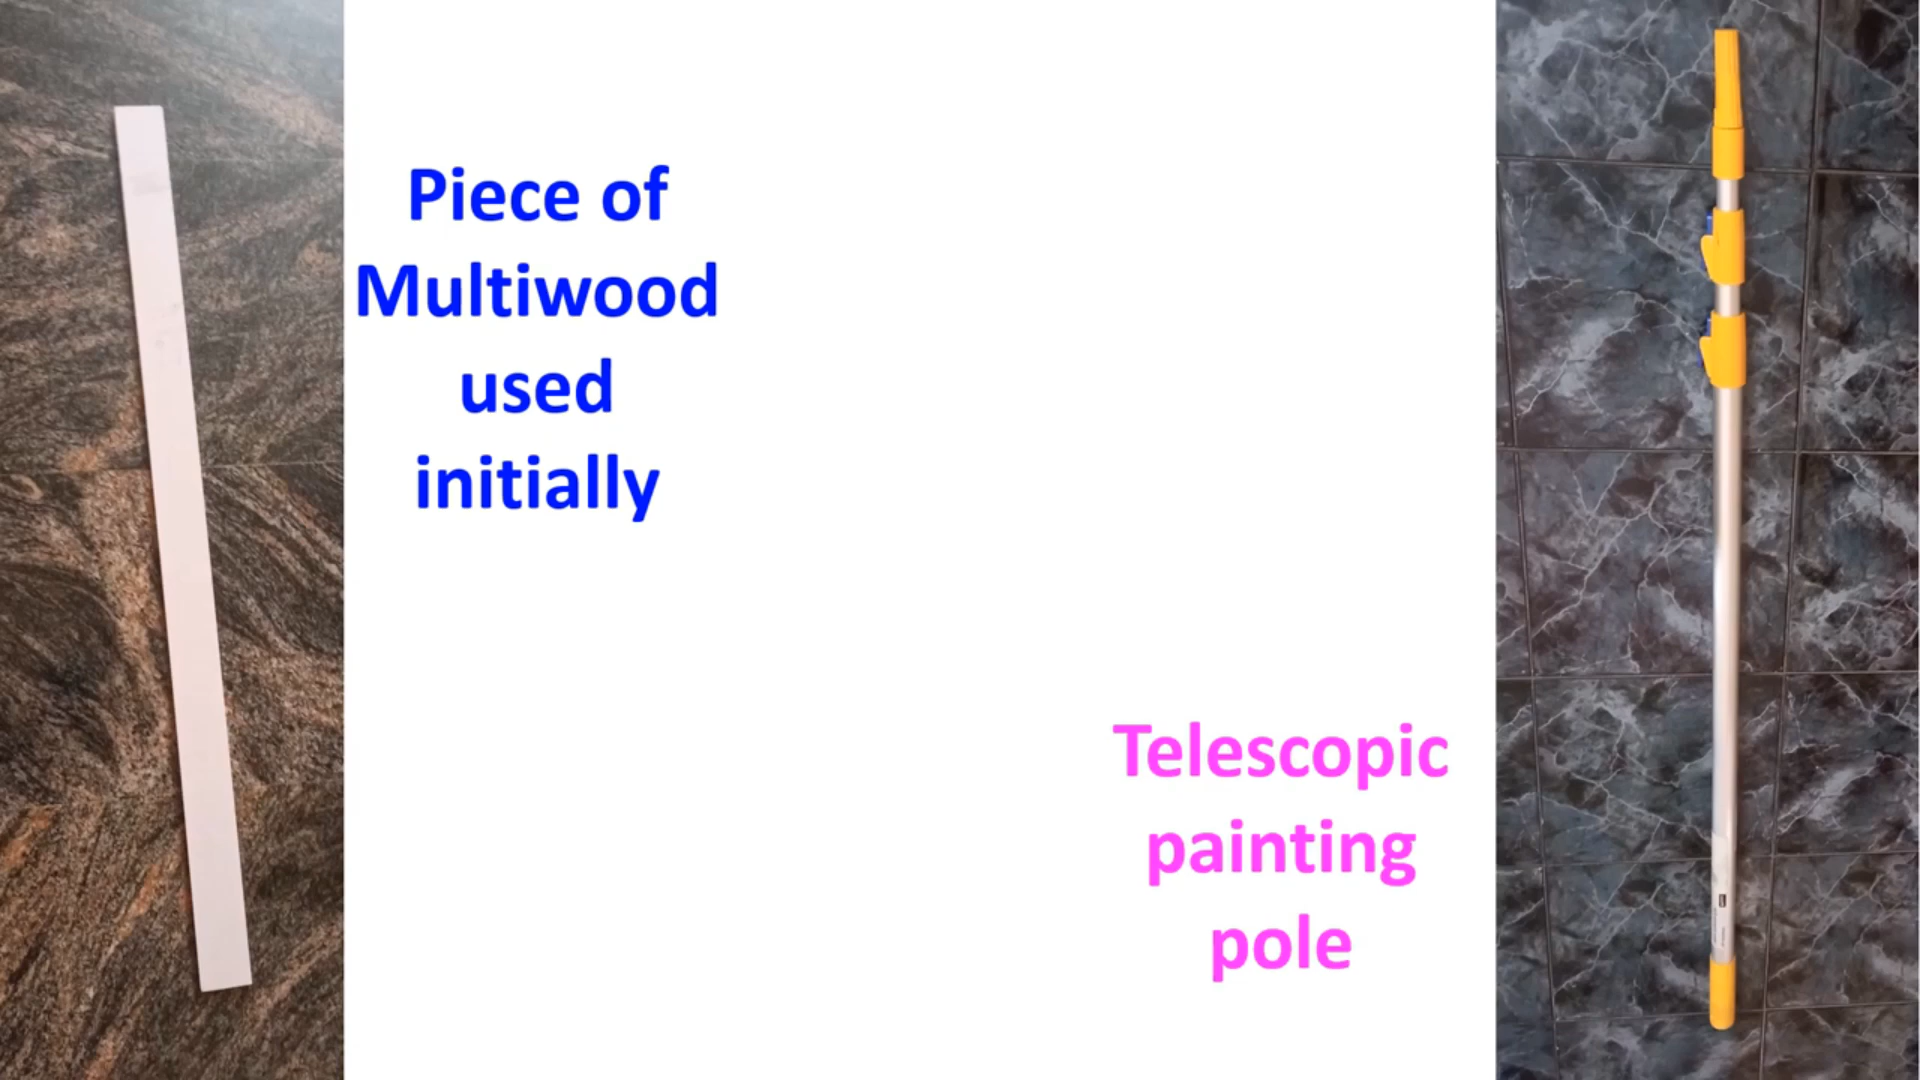 Piece of
Multiwood
used
initially
Telescopic
painting
pole